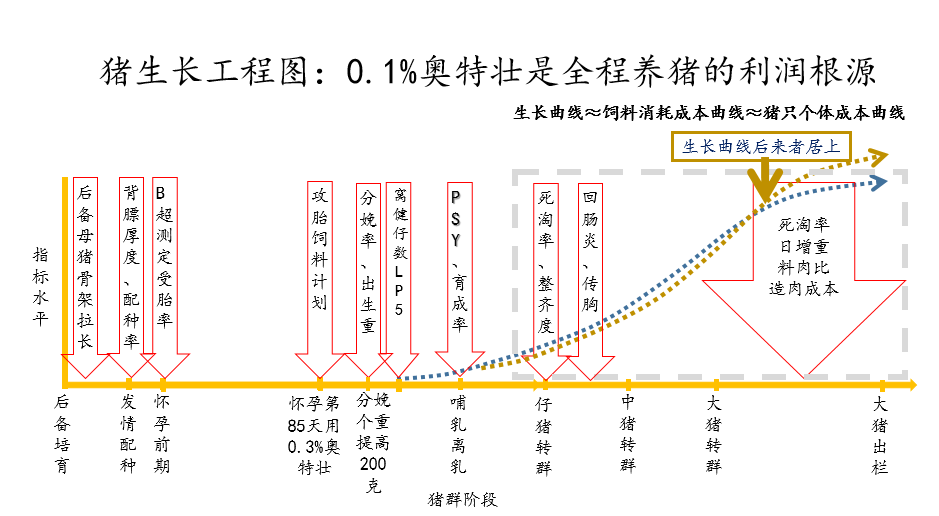 猪生长工程图：0.1%奥特壮是全程养猪的利润根源
生长曲线≈饲料消耗成本曲线≈猪只个体成本曲线
生长曲线后来者居上
指标水平
后备母猪骨架拉长
背膘厚度、配种率
B超测定受胎率
攻胎饲料计划
分娩率、出生重
窝健仔数LP5
PSY、育成率
死淘率、整齐度
回肠炎、传胸
死淘率
日增重
料肉比
造肉成本
后备培育
发情配种
怀孕前期
怀孕第
85天用
0.3%奥
特壮
分娩
个重
提高
200
克
哺乳离乳
仔猪转群
中猪转群
大猪转群
大猪出栏
猪群阶段